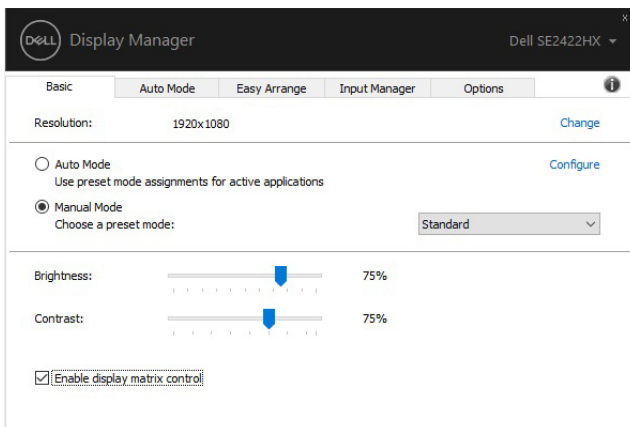 DELL Display Manager
Dell SE2422HX
x
Basic Auto Mode Easy Arrange Input Manager Options i
Resolution: 1920x1080 Change
Auto Mode Configure
Use preset mode assignments for active applications
Manual Mode
Choose a preset mode: Standard
Brightness: 75%
Contrast: 75%
Enable display matrix control